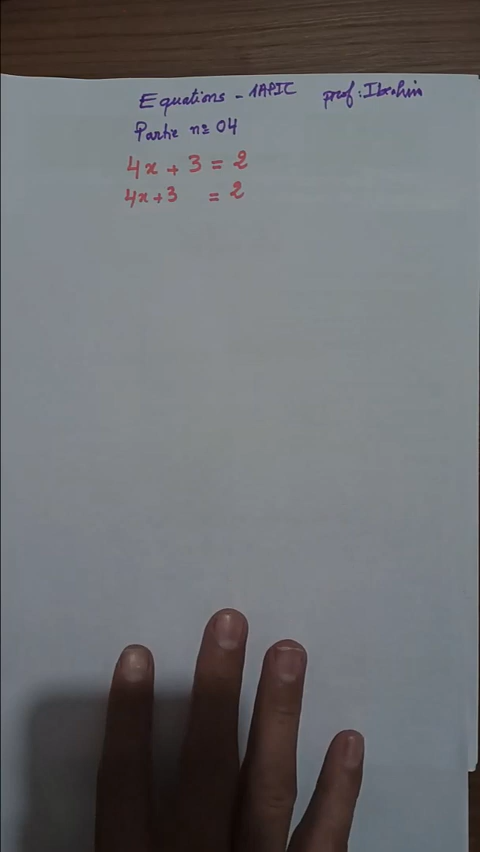 Equations - 1APIC prof: Ibrahim
Partie n° 04
4x + 3 = 2
4x + 3 = 2